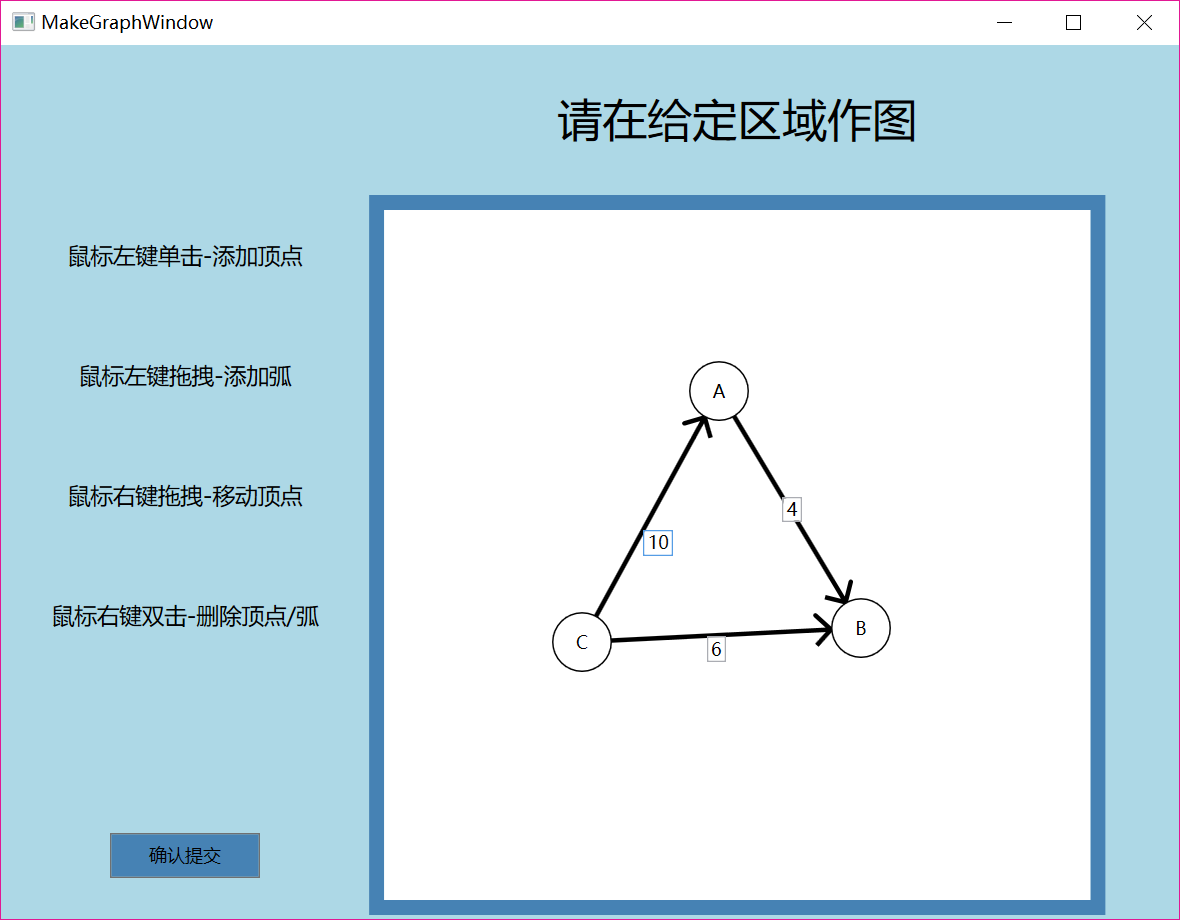 MakeGraphWindow
请在给定区域作图
鼠标左键单击-添加顶点
鼠标左键拖拽-添加弧
鼠标右键拖拽-移动顶点
鼠标右键双击-删除顶点/弧
确认提交
A
4
10
C
B
6